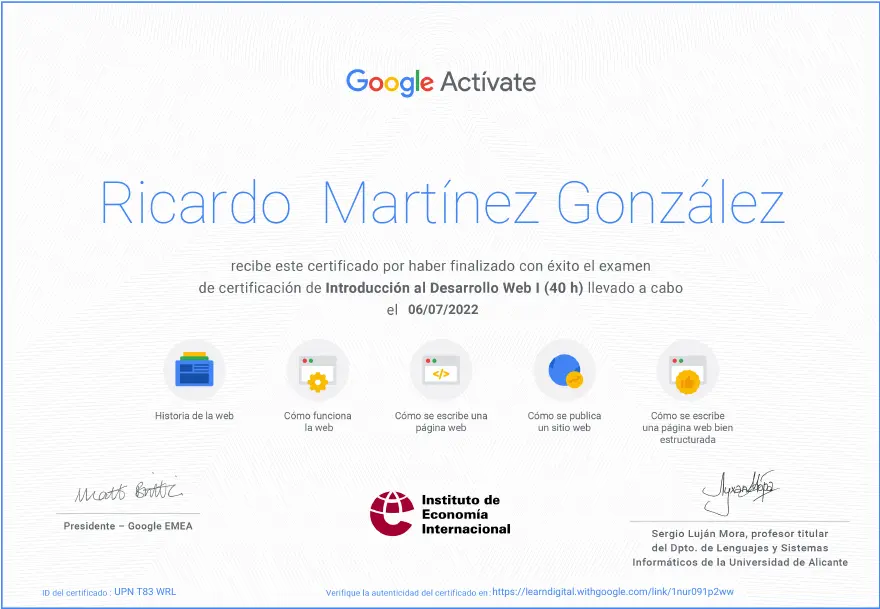 Google Actívate
Ricardo Martínez González
recibe este certificado por haber finalizado con éxito el examen
de certificación de Introducción al Desarrollo Web I (40 h) llevado a cabo
el 06/07/2022
</>
Historia de la web
Cómo funciona
la web
Cómo se escribe una
página web
Cómo se publica
un sitio web
Cómo se escribe
una página web bien
estructurada
Matt Brittin
Presidente – Google EMEA
Instituto de
Economía
Internacional
Sergio Luján Mora, profesor titular
del Dpto. de Lenguajes y Sistemas
Informáticos de la Universidad de Alicante
ID del certificado : UPN T83 WRL
Verifique la autenticidad del certificado en: https://learndigital.withgoogle.com/link/1nur091p2ww